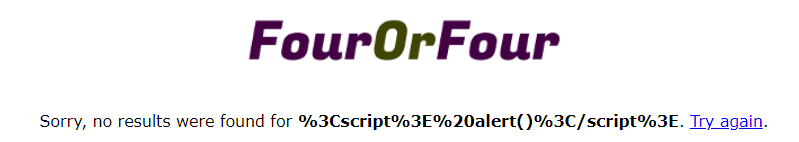 FourOrFour
Sorry, no results were found for %3Cscript%3E%20alert()%3C/script%3E. Try again.